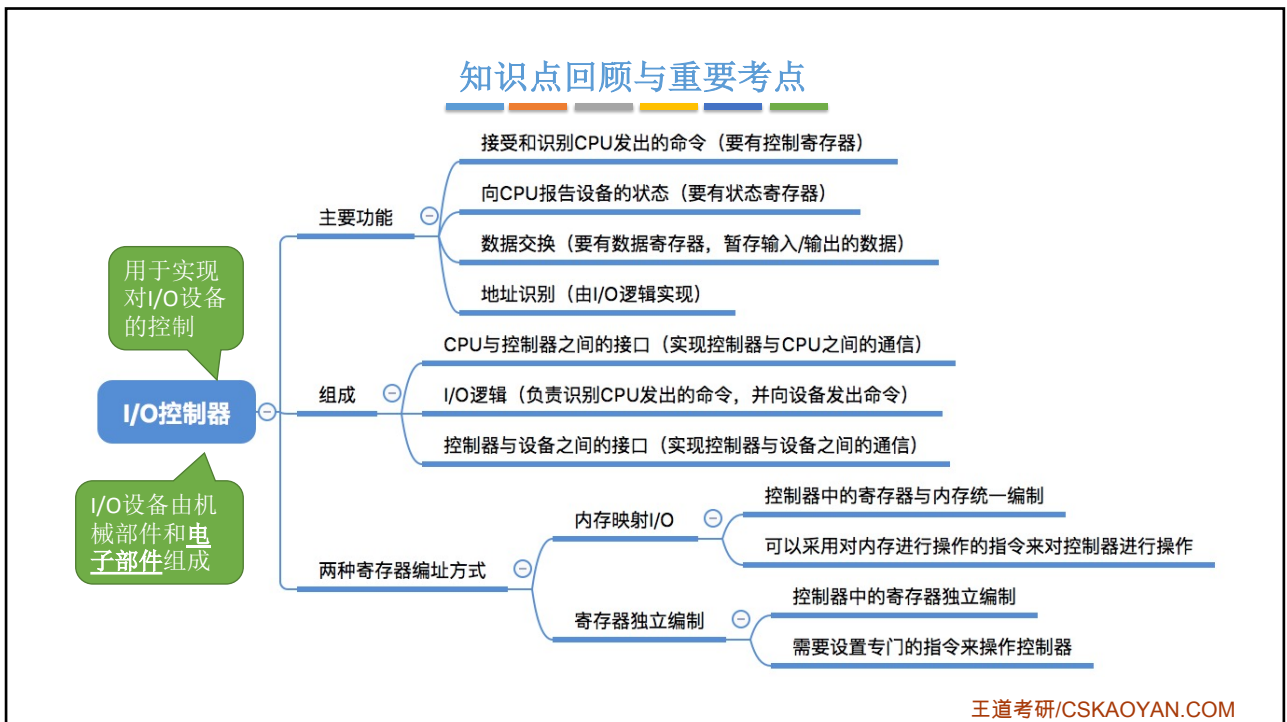 知识点回顾与重要考点
用于实现
对I/O设备
的控制
I/O控制器
I/O设备由机
械部件和电
子部件组成
主要功能
接受和识别CPU发出的命令（要有控制寄存器）
向CPU报告设备的状态（要有状态寄存器）
数据交换（要有数据寄存器，暂存输入/输出的数据）
地址识别（由I/O逻辑实现）
组成
CPU与控制器之间的接口（实现控制器与CPU之间的通信）
I/O逻辑（负责识别CPU发出的命令，并向设备发出命令）
控制器与设备之间的接口（实现控制器与设备之间的通信）
两种寄存器编址方式
内存映射I/O
控制器中的寄存器与内存统一编制
可以采用对内存进行操作的指令来对控制器进行操作
寄存器独立编制
控制器中的寄存器独立编制
需要设置专门的指令来操作控制器
王道考研/CSKAOYAN.COM